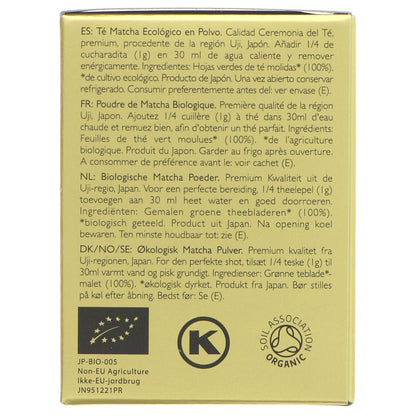 ES: Té Matcha Ecológico en Polvo. Calidad Ceremonia del Té,
premium, procedente de la región Uji, Japón. Añadir 1/4 de
cucharadita (1g) en 30 ml de agua caliente y remover
enérgicamente. Ingredientes: Hojas verdes de té molidas* (100%).
*de cultivo ecológico. Producto de Japón. Una vez abierto conservar
refrigerado. Consumir preferentemente antes del: ver envase (E).
FR: Poudre de Matcha Biologique. Première qualité de la région
Uji, Japon. Ajoutez 1/4 cuillère (1g) à thé dans 30ml d'eau
chaude et remuez bien, afin d'obtenir un thé parfait. Ingrédients:
Feuilles de thé vert moulues* (100%). *de l'agriculture
biologique. Produit du Japon. Garder au frigo après ouverture.
A consommer de préférence avant le: voir cachet (E).
NL: Biologische Matcha Poeder. Premium Kwaliteit uit de
Uji-regio, Japan. Voor een perfecte bereiding, 1/4 theelepel (1g)
toevoegen aan 30 ml heet water en goed doorroeren.
Ingrediënten: Gemalen groene theebladeren* (100%).
*biologisch geteeld. Product uit Japan. Na opening koel
bewaren. Ten minste houdbaar tot: zie (E).
DK/NO/SE: Økologisk Matcha Pulver. Premium kvalitet fra
Uji-regionen, Japan. For den perfekte shot, tilsæt 1/4 teske (1g) til
30ml varmt vand og pisk grundigt. Ingredienser: Grønne teblade*
malet (100%). *økologisk dyrket. Produkt fra Japan. Bør stilles
på køl efter åbning. Bedst før: Se (E).
K
SOIL ASSOCIATION
ORGANIC
JP-BIO-005
Non-EU Agriculture
Ikke-EU-jordbrug
JN951221PR